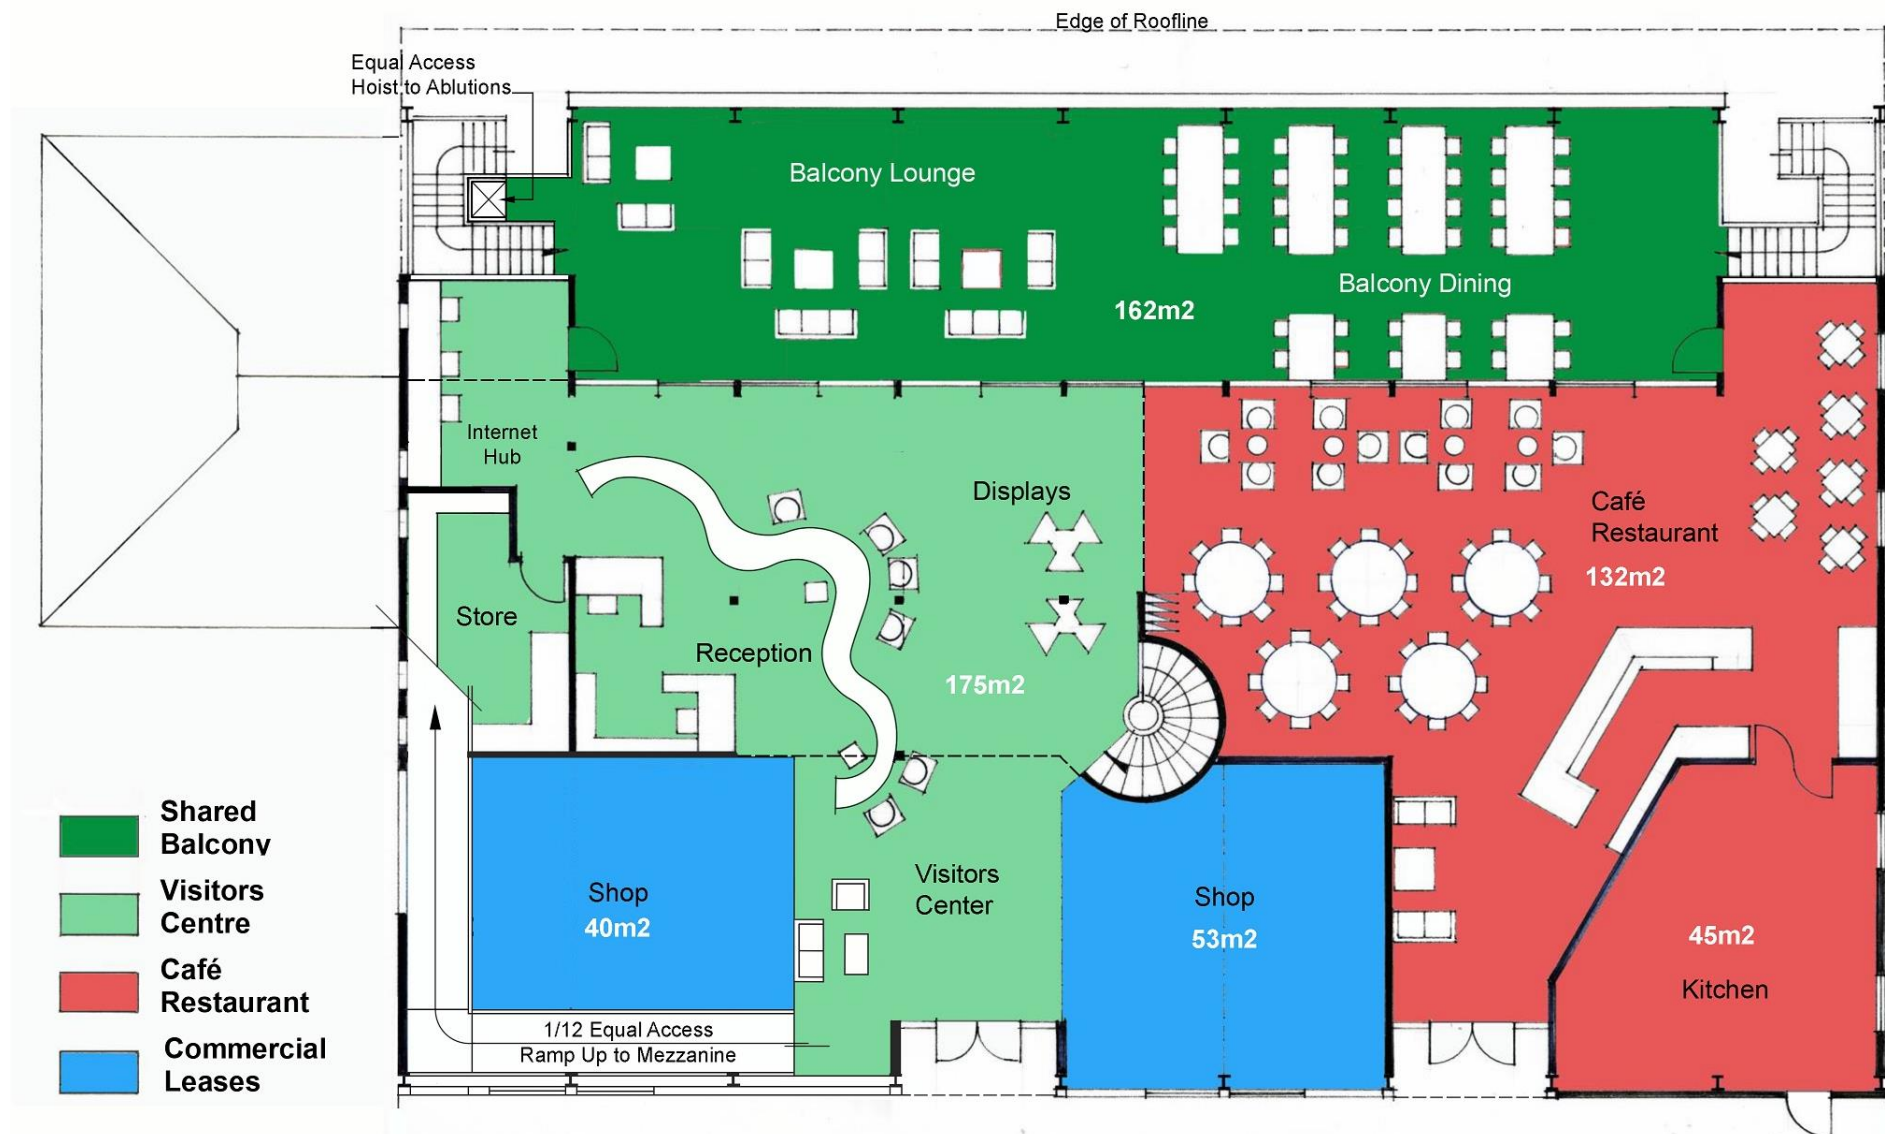 Edge of Roofline
Equal Access
Hoist to Ablutions
Balcony Lounge
Balcony Dining
162m2
Internet
Hub
Displays
Café
Restaurant
132m2
Store
Reception
175m2
Shared
Balcony
Visitors
Centre
Café
Restaurant
Commercial
Leases
Shop
40m2
Visitors
Center
Shop
53m2
45m2
Kitchen
1/12 Equal Access
Ramp Up to Mezzanine